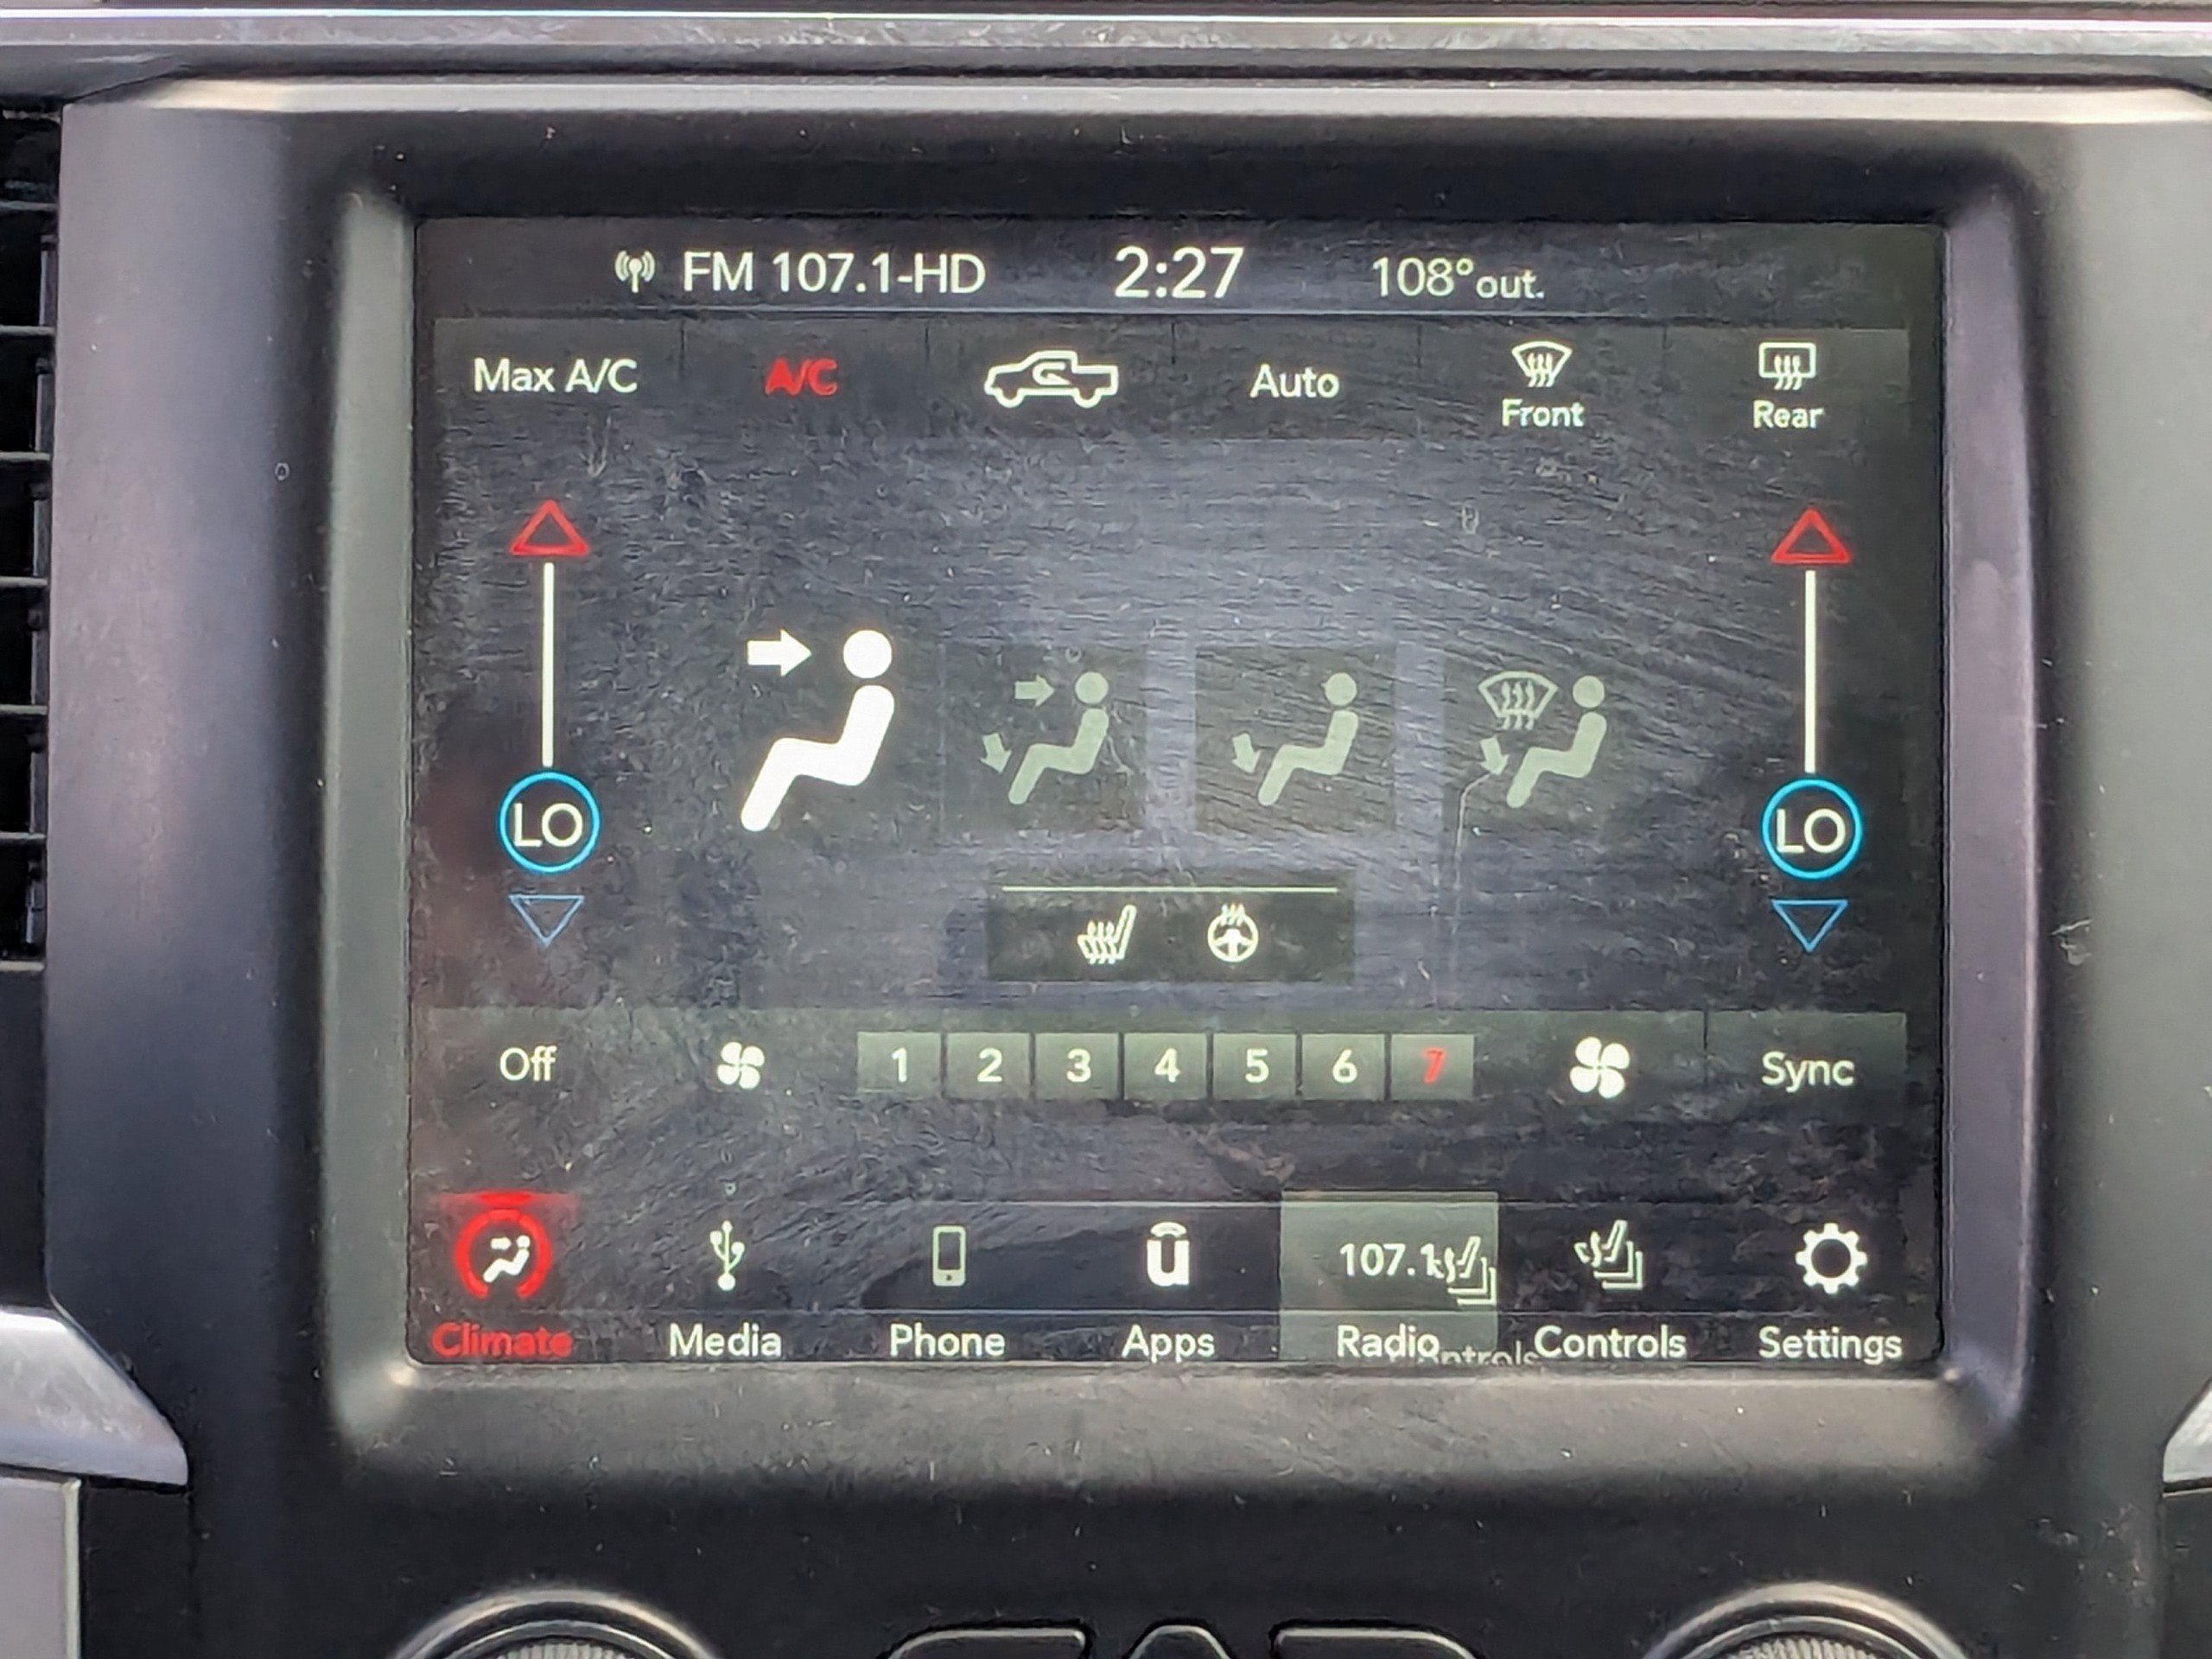 FM 107.1-HD 2:27 108°out.
Max A/C A/C Auto Front Rear
LO LO
Off 1 2 3 4 5 6 7 Sync
107.1
Climate Media Phone Apps Radio ontrols Controls Settings